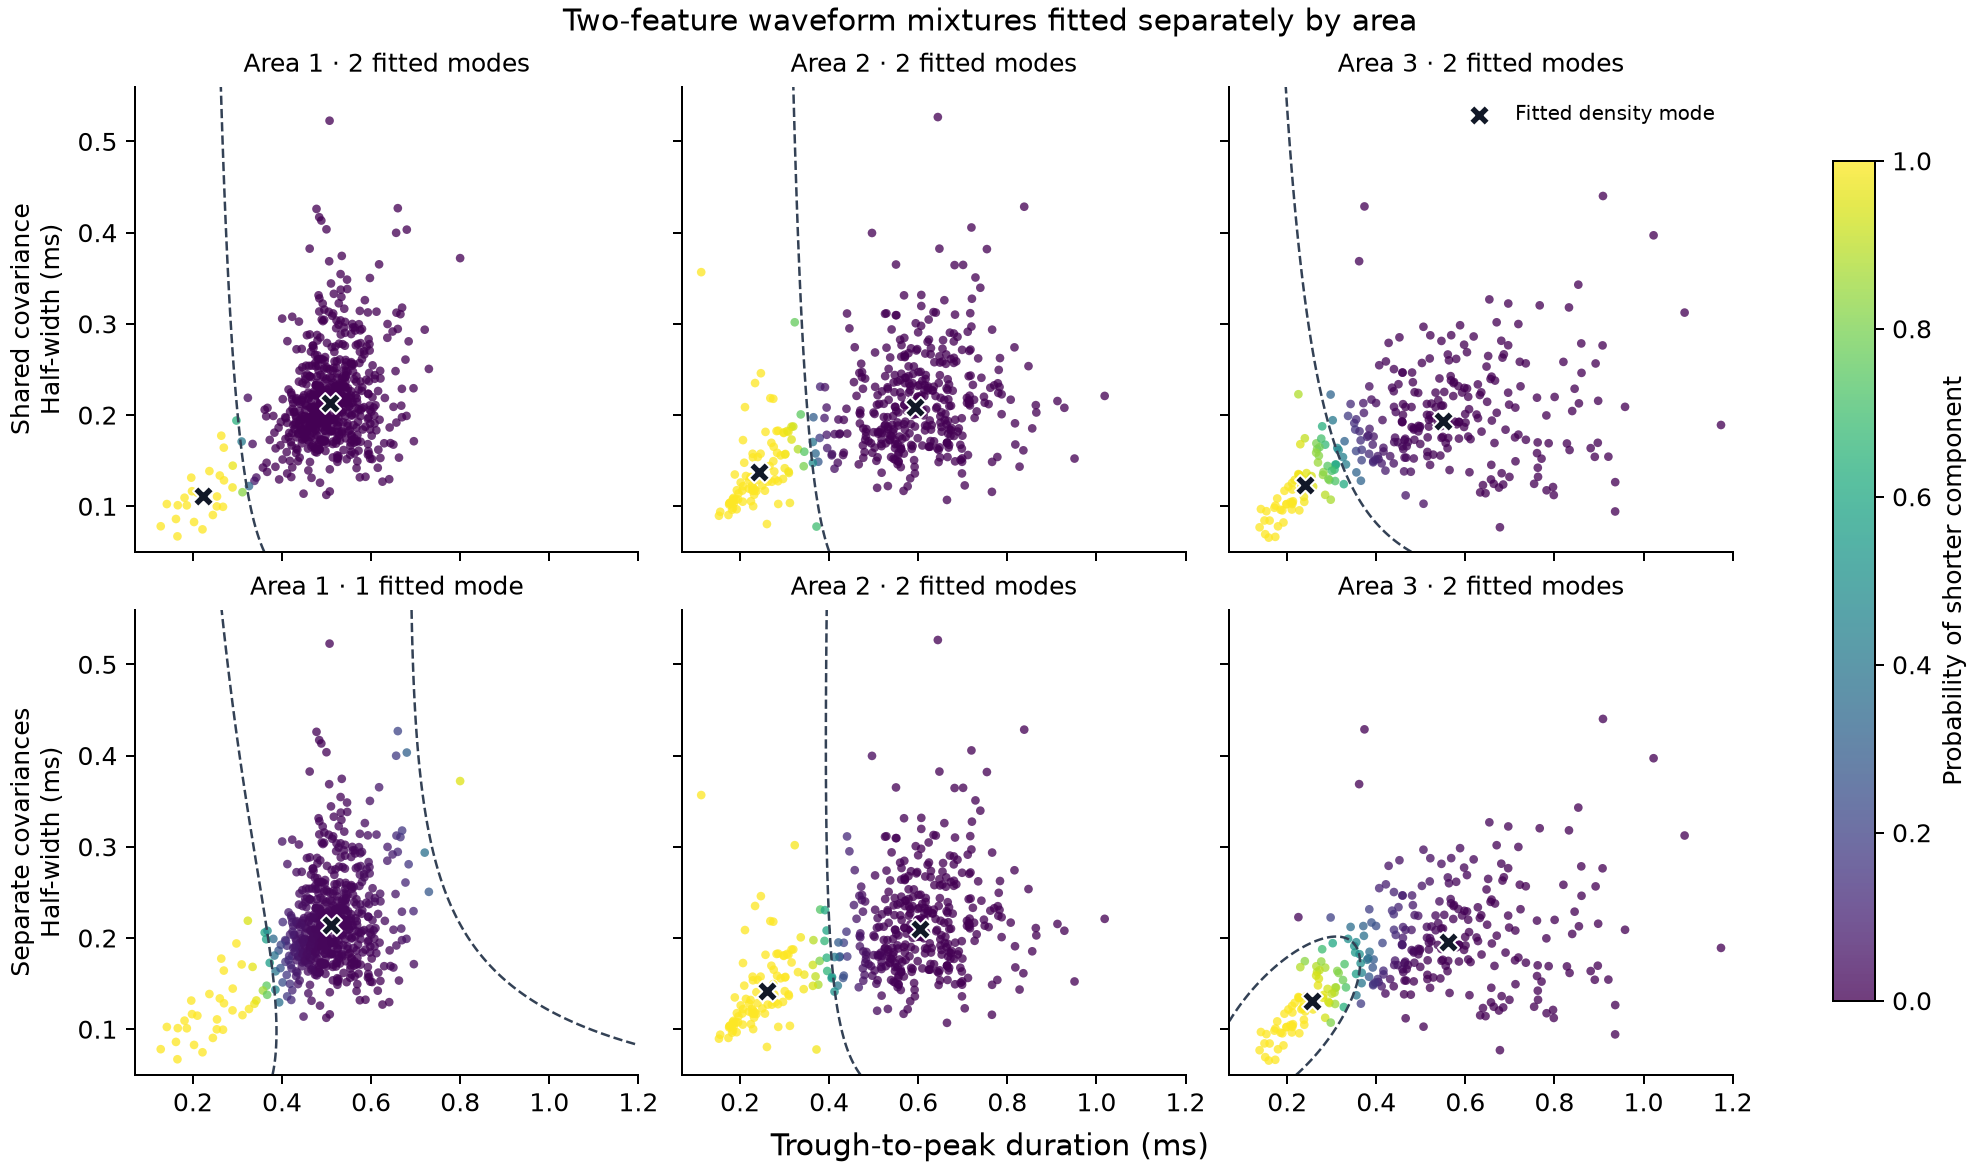 Two-feature waveform mixtures fitted separately by area
Area 1 · 2 fitted modes
Area 2 · 2 fitted modes
Area 3 · 2 fitted modes
Fitted density mode
Shared covariance
Half-width (ms)
0.5
0.4
0.3
0.2
0.1
Area 1 · 1 fitted mode
Area 2 · 2 fitted modes
Area 3 · 2 fitted modes
Separate covariances
Half-width (ms)
0.5
0.4
0.3
0.2
0.1
0.2 0.4 0.6 0.8 1.0 1.2
0.2 0.4 0.6 0.8 1.0 1.2
0.2 0.4 0.6 0.8 1.0 1.2
Trough-to-peak duration (ms)
1.0
0.8
0.6
0.4
0.2
0.0
Probability of shorter component